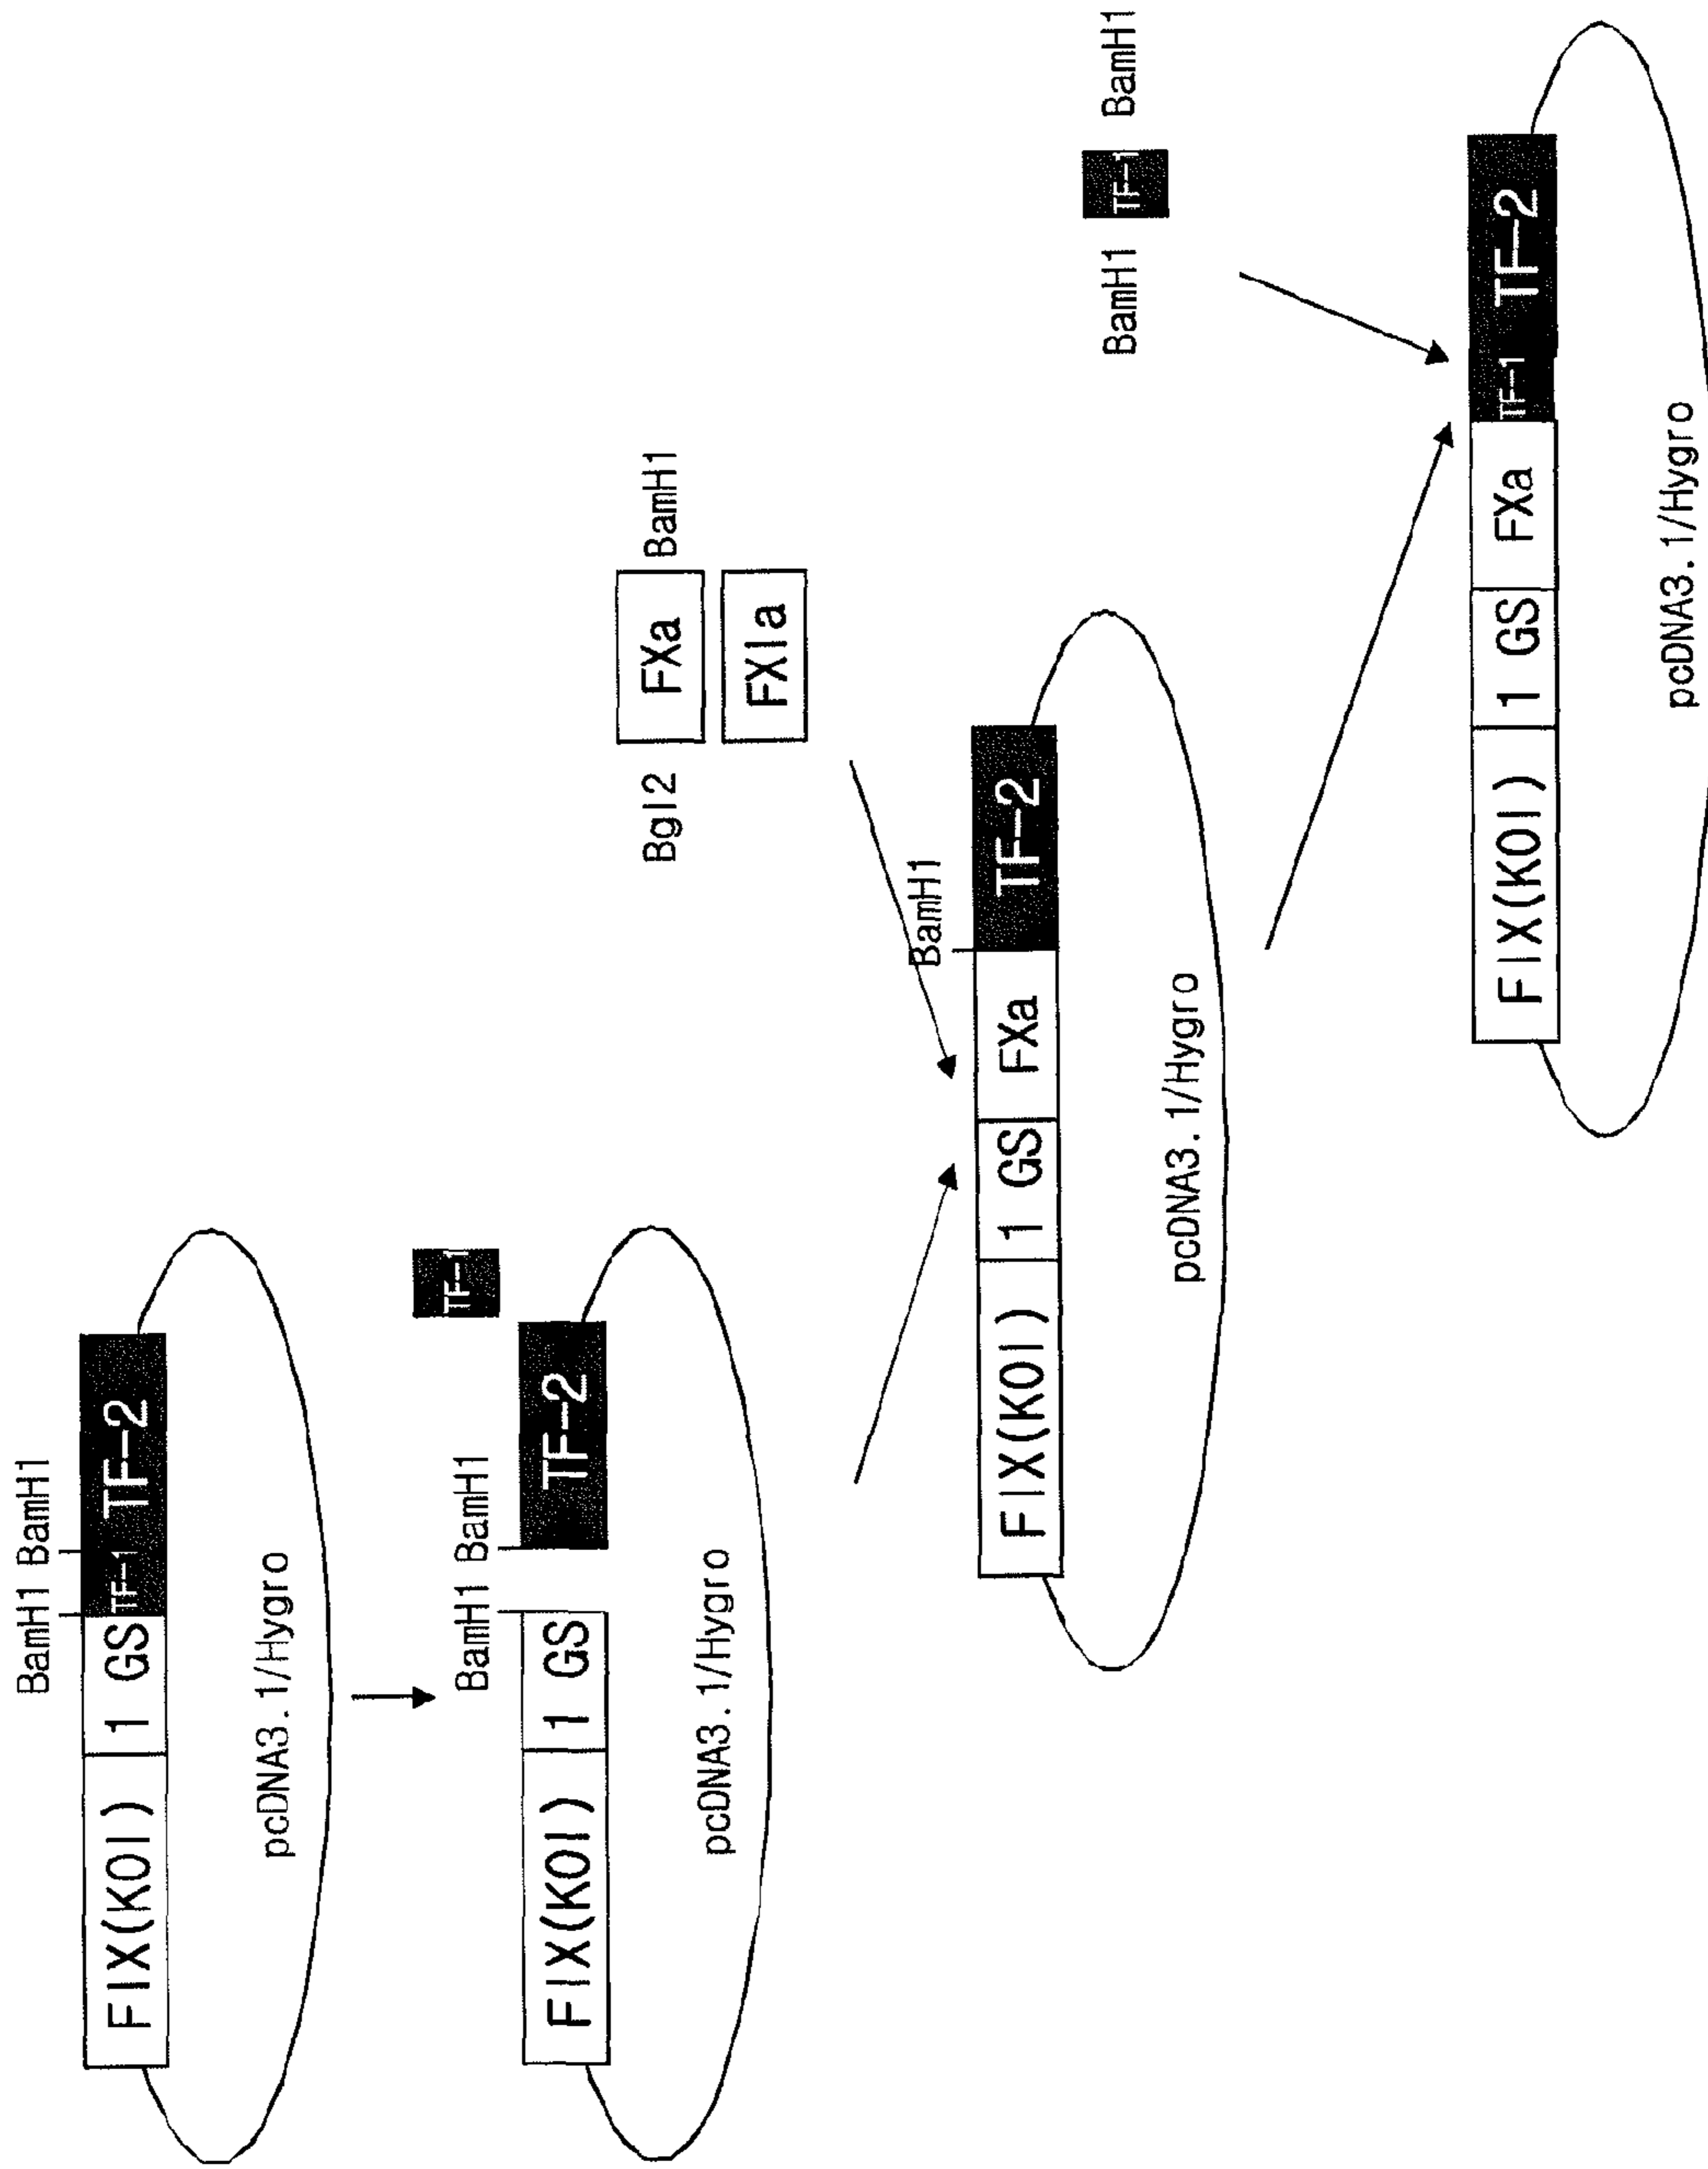 BamH1 BamH1
FIX(KOI) 1 GS TF-1 TF-2
pcDNA3.1/Hygro
TF-1
BamH1 BamH1
FIX(KOI) 1 GS TF-2
pcDNA3.1/Hygro
Bgl2 FXa BamH1
FXIa
BamH1
FIX(KOI) 1 GS FXa TF-2
pcDNA3.1/Hygro
BamH1 TF-1 BamH1
FIX(KOI) 1 GS FXa TF-1 TF-2
pcDNA3.1/Hygro